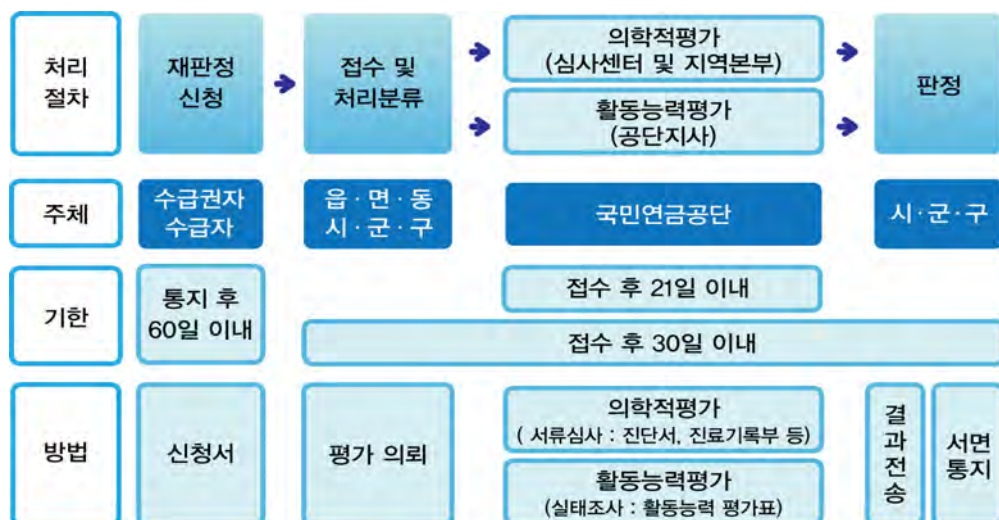 처리
절차
재판정
신청
접수 및
처리분류
의학적평가
(심사센터 및 지역본부)
활동능력평가
(공단지사)
판정
주체
수급권자
수급자
읍·면·동
시·군·구
국민연금공단
시·군·구
기한
통지 후
60일 이내
접수 후 21일 이내
접수 후 30일 이내
방법
신청서
평가 의뢰
의학적평가
( 서류심사 : 진단서, 진료기록부 등)
활동능력평가
(실태조사 : 활동능력 평가표)
결
과
전
송
서면
통지